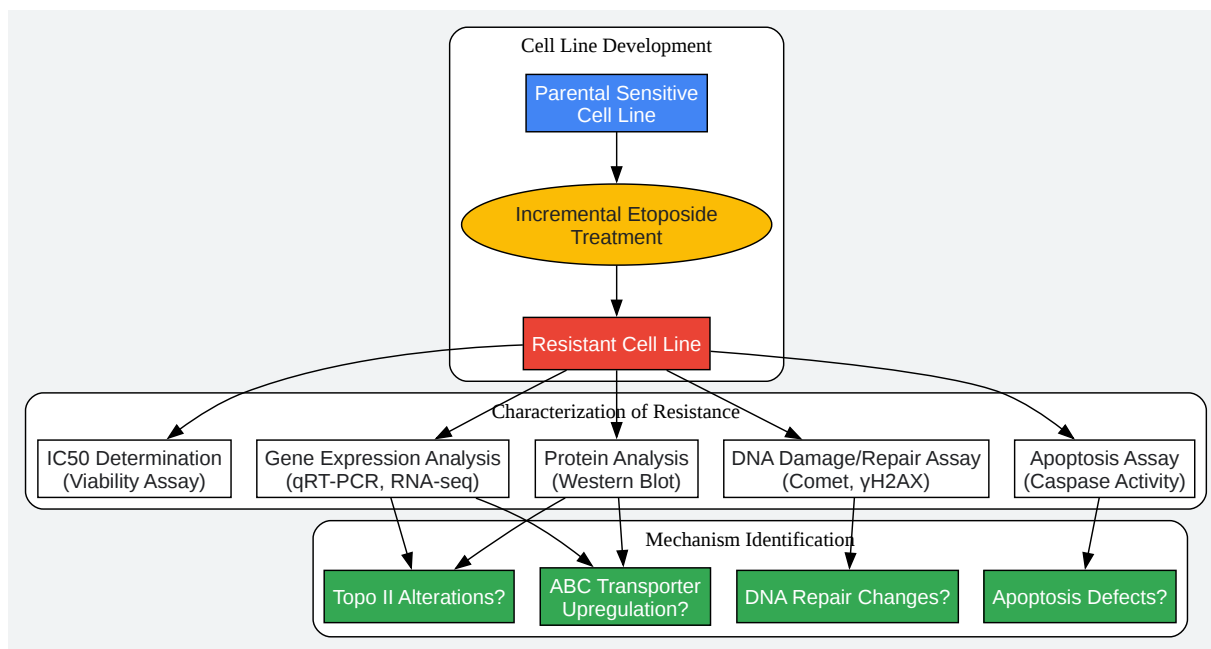 Cell Line Development
Parental Sensitive
Cell Line
Incremental Etoposide
Treatment
Resistant Cell Line
Characterization of Resistance
IC50 Determination
(Viability Assay)
Gene Expression Analysis
(qRT-PCR, RNA-seq)
Protein Analysis
(Western Blot)
DNA Damage/Repair Assay
(Comet, γH2AX)
Apoptosis Assay
(Caspase Activity)
Mechanism Identification
Topo II Alterations?
ABC Transporter
Upregulation?
DNA Repair Changes?
Apoptosis Defects?